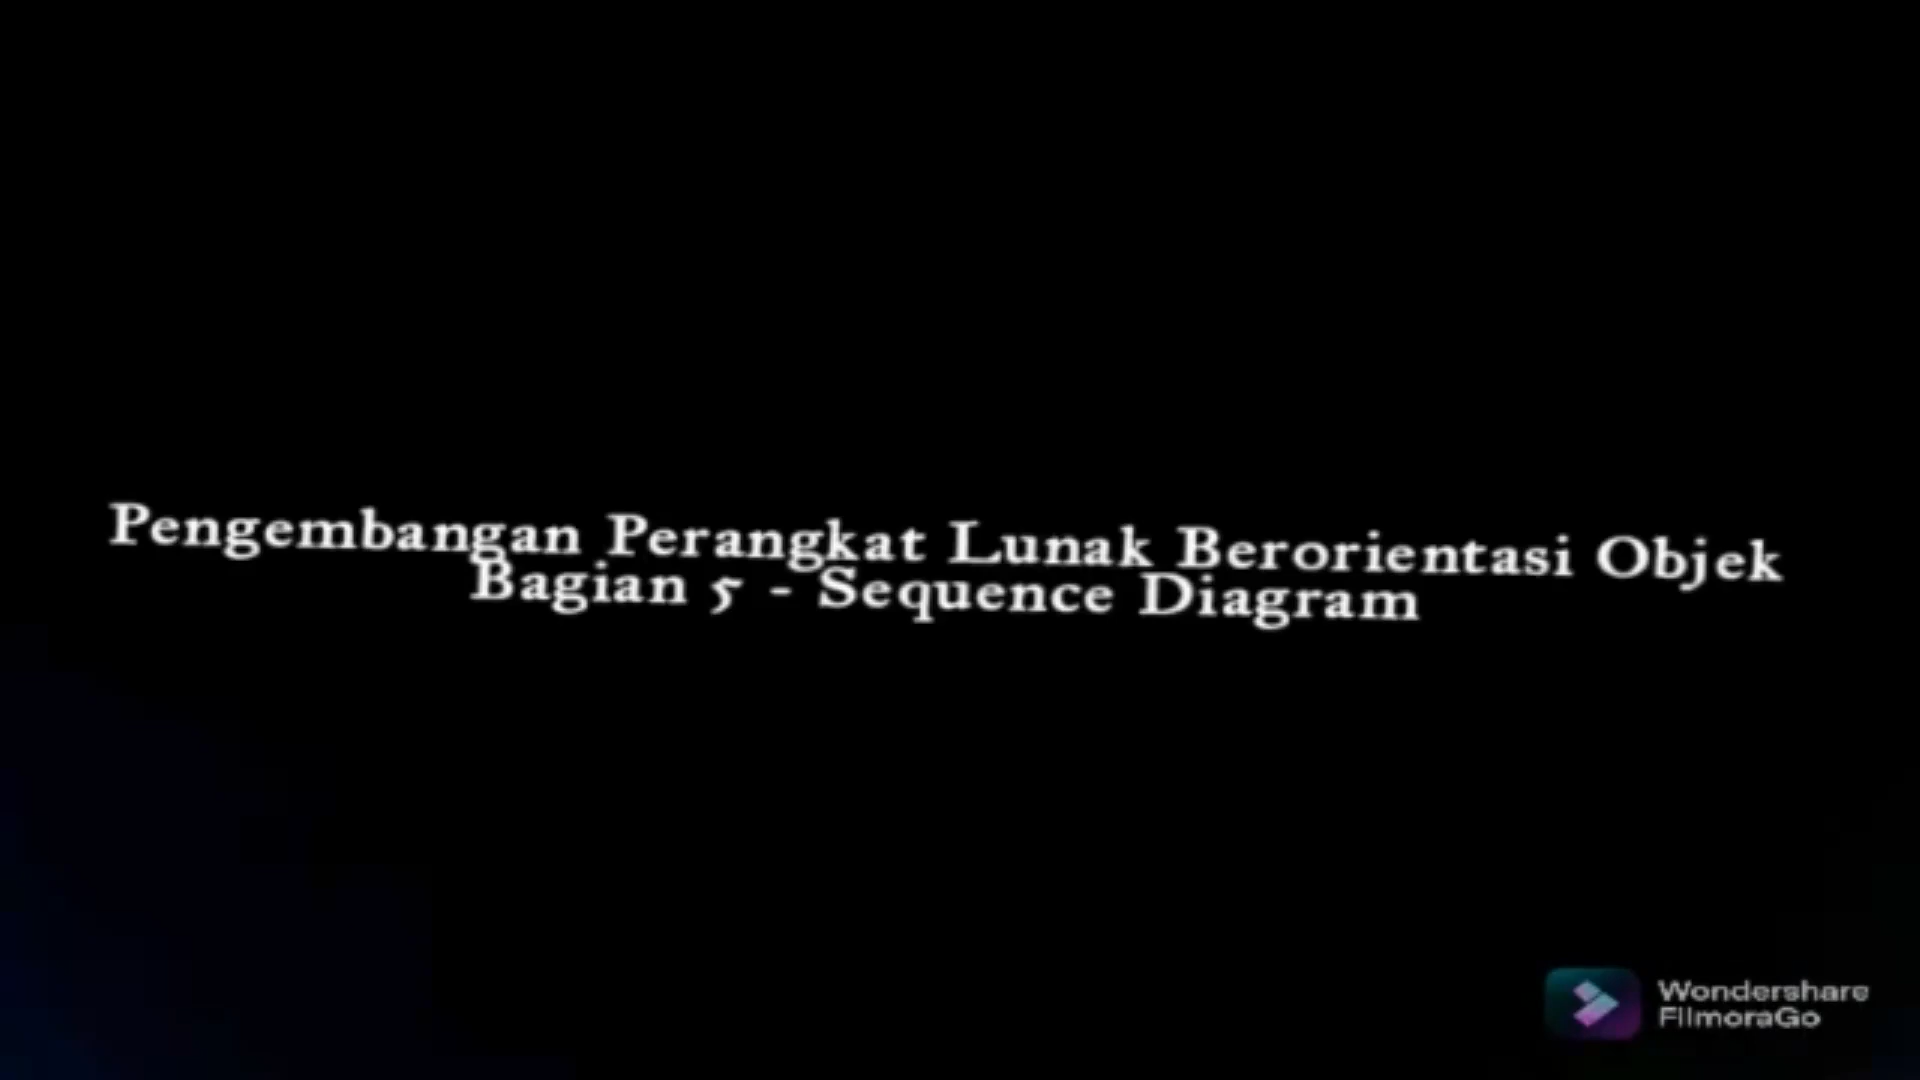 Pengembangan Perangkat Lunak Berorientasi Objek
Bagian 5 - Sequence Diagram
Wondershare
FilmoraGo